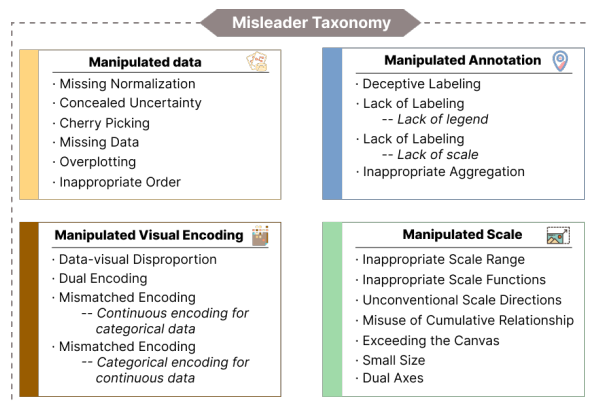 Misleader Taxonomy
Manipulated data
· Missing Normalization
· Concealed Uncertainty
· Cherry Picking
· Missing Data
· Overplotting
· Inappropriate Order
Manipulated Annotation
· Deceptive Labeling
· Lack of Labeling
-- Lack of legend
· Lack of Labeling
-- Lack of scale
· Inappropriate Aggregation
Manipulated Visual Encoding
· Data-visual Disproportion
· Dual Encoding
· Mismatched Encoding
-- Continuous encoding for
categorical data
· Mismatched Encoding
-- Categorical encoding for
continuous data
Manipulated Scale
· Inappropriate Scale Range
· Inappropriate Scale Functions
· Unconventional Scale Directions
· Misuse of Cumulative Relationship
· Exceeding the Canvas
· Small Size
· Dual Axes